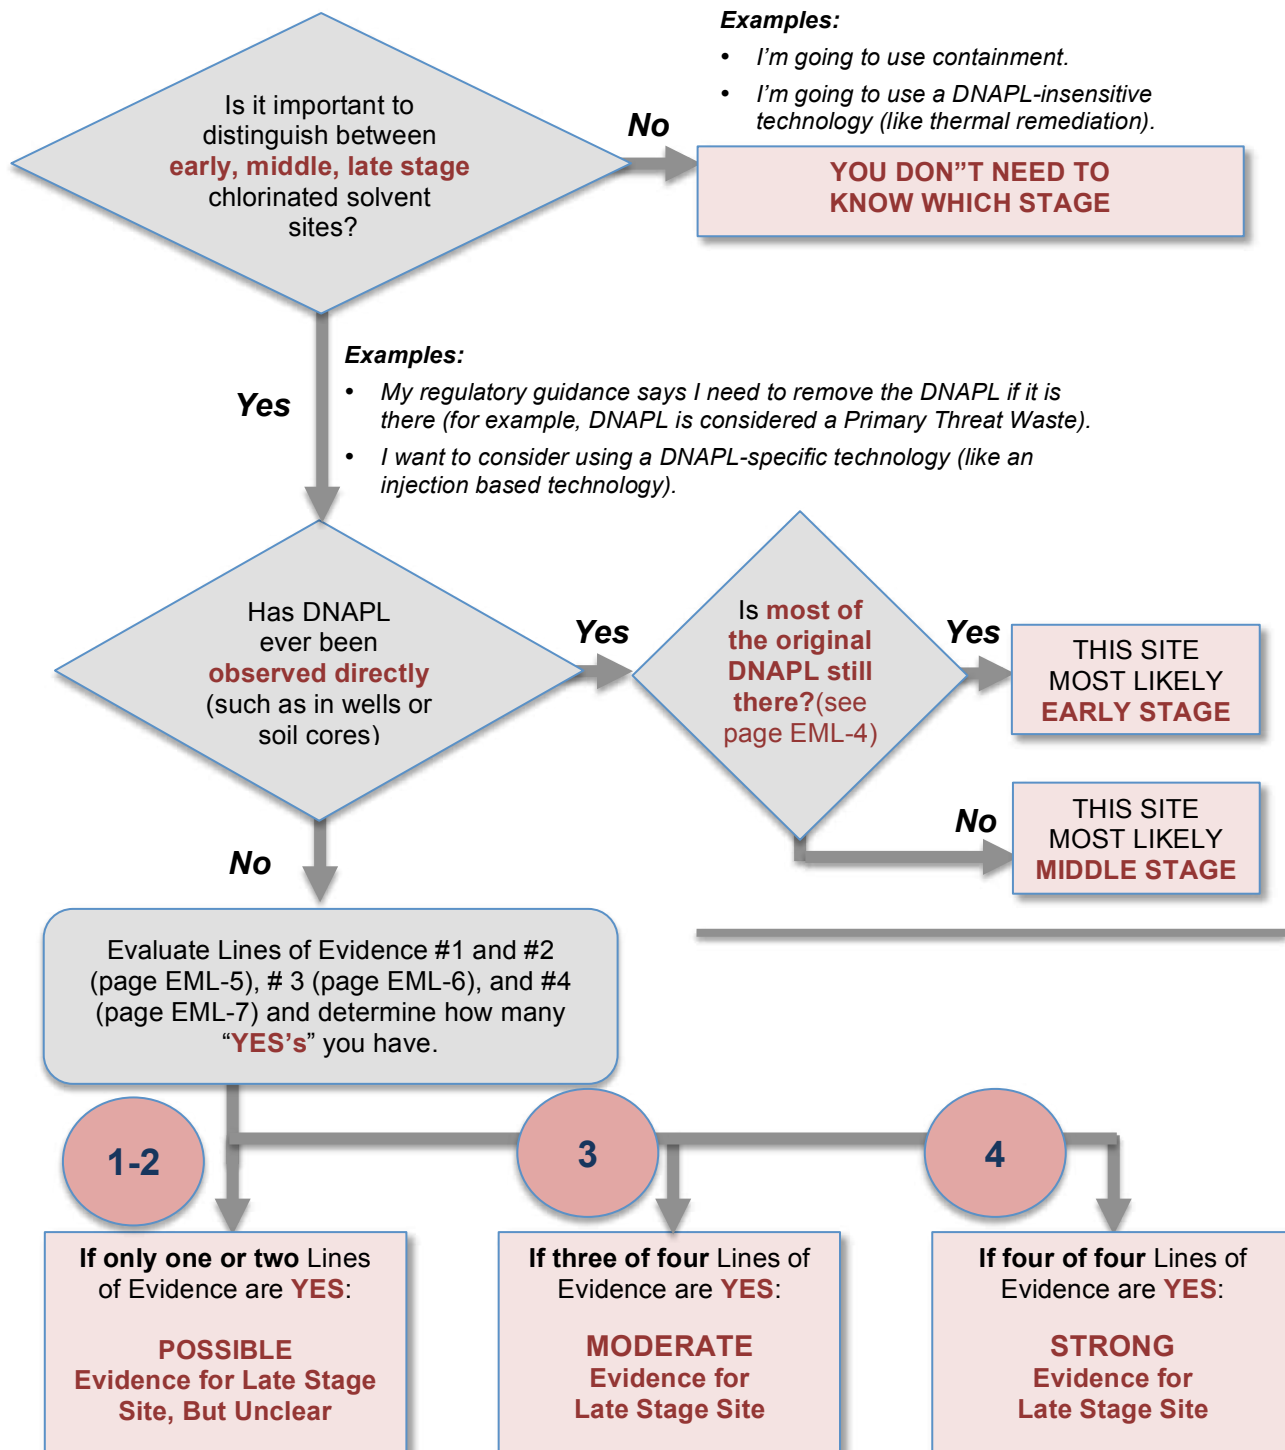 Is it important to
distinguish between
early, middle, late stage
chlorinated solvent
sites?
No
Examples:
• I'm going to use containment.
• I'm going to use a DNAPL-insensitive
technology (like thermal remediation).
YOU DON"T NEED TO
KNOW WHICH STAGE
Yes
Examples:
• My regulatory guidance says I need to remove the DNAPL if it is
there (for example, DNAPL is considered a Primary Threat Waste).
• I want to consider using a DNAPL-specific technology (like an
injection based technology).
Has DNAPL
ever been
observed directly
(such as in wells or
soil cores)
Yes
Is most of
the original
DNAPL still
there?(see
page EML-4)
Yes
THIS SITE
MOST LIKELY
EARLY STAGE
No
THIS SITE
MOST LIKELY
MIDDLE STAGE
No
Evaluate Lines of Evidence #1 and #2
(page EML-5), # 3 (page EML-6), and #4
(page EML-7) and determine how many
“YES’s” you have.
1-2
3
4
If only one or two Lines
of Evidence are YES:
POSSIBLE
Evidence for Late Stage
Site, But Unclear
If three of four Lines of
Evidence are YES:
MODERATE
Evidence for
Late Stage Site
If four of four Lines of
Evidence are YES:
STRONG
Evidence for
Late Stage Site